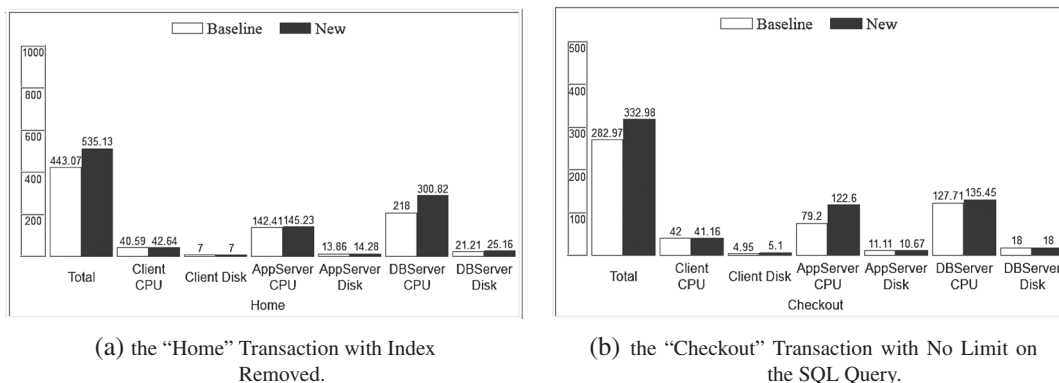 Baseline New
1000
800
600
400
200
443.07 535.13
40.59 42.64
7 7
142.41 145.23
13.86 14.28
218 300.82
21.21 25.16
Total
Client CPU
Client Disk
AppServer CPU
AppServer Disk
DBServer CPU
DBServer Disk
Home
(a) the “Home” Transaction with Index
Removed.
Baseline New
500
400
300
200
100
282.97 332.98
42 41.16
4.95 5.1
79.2 122.6
11.11 10.67
127.71 135.45
18 18
Total
Client CPU
Client Disk
AppServer CPU
AppServer Disk
DBServer CPU
DBServer Disk
Checkout
(b) the “Checkout” Transaction with No Limit on
the SQL Query.